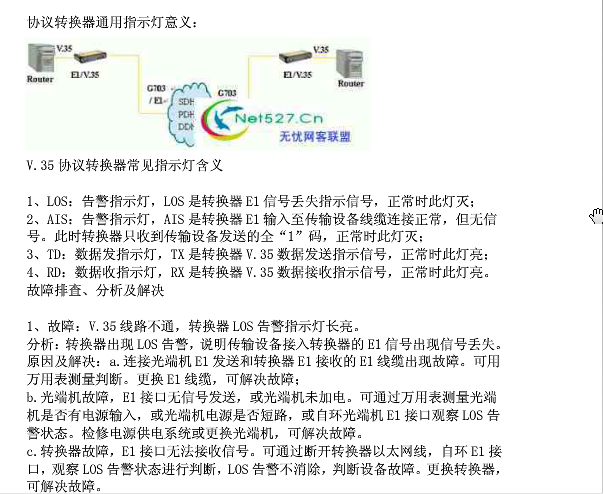 协议转换器通用指示灯意义：
V.35
V.35
Router
E1/V.35
E1/V.35
Router
G703
/E1
G703
SDH
PDH
DDN
Net527.Cn
无忧网客联盟
V.35 协议转换器常见指示灯含义
1、LOS：告警指示灯，LOS 是转换器 E1 信号丢失指示信号，正常时此灯灭；
2、AIS：告警指示灯，AIS 是转换器 E1 输入至传输设备线缆连接正常，但无信
号。此时转换器只收到传输设备发送的全“1”码，正常时此灯灭；
3、TD：数据发指示灯，TX 是转换器 V.35 数据发送指示信号，正常时此灯亮；
4、RD：数据收指示灯，RX 是转换器 V.35 数据接收指示信号，正常时此灯亮。
故障排查、分析及解决
1、故障：V.35 线路不通，转换器 LOS 告警指示灯长亮。
分析：转换器出现 LOS 告警，说明传输设备接入转换器的 E1 信号出现信号丢失。
原因及解决：a.连接光端机 E1 发送和转换器 E1 接收的 E1 线缆出现故障。可用
万用表测量判断。更换 E1 线缆，可解决故障；
b.光端机故障，E1 接口无信号发送，或光端机未加电。可通过万用表测量光端
机是否有电源输入，或光端机电源是否短路，或自环光端机 E1 接口观察 LOS 告
警状态。检修电源供电系统或更换光端机，可解决故障。
c.转换器故障，E1 接口无法接收信号。可通过断开转换器以太网线，自环 E1 接
口，观察 LOS 告警状态进行判断，LOS 告警不消除，判断设备故障。更换转换器，
可解决故障。